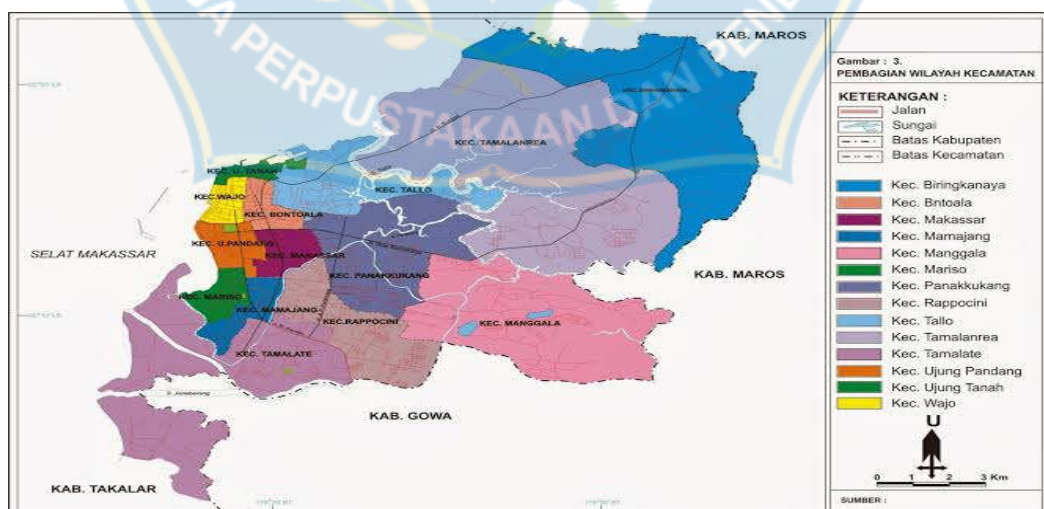 KAB. MAROS
KEC. TAMALANREA
KEC. U. TANAH
KEC. TALLO
KEC.WAJO
KEC. BONTOALA
SELAT MAKASSAR
KEC. U.PANDANG
KEC. MAKASSAR
KEC. PANAKKUKANG
KAB. MAROS
KEC. MARISO
KEC. MAMAJANG
KEC.RAPPOCINI
KEC. MANGGALA
KEC. TAMALATE
S. Jeneberang
KAB. GOWA
KAB. TAKALAR
PERPUSTAKAAN DAN
Gambar : 3.
PEMBAGIAN WILAYAH KECAMATAN
KETERANGAN :
Jalan
Sungai
Batas Kabupaten
Batas Kecamatan
Kec. Biringkanaya
Kec. Bntoala
Kec. Makassar
Kec. Mamajang
Kec. Manggala
Kec. Mariso
Kec. Panakkukang
Kec. Rappocini
Kec. Tallo
Kec. Tamalanrea
Kec. Tamalate
Kec. Ujung Pandang
Kec. Ujung Tanah
Kec. Wajo
U
0 1 2 3 Km
SUMBER :